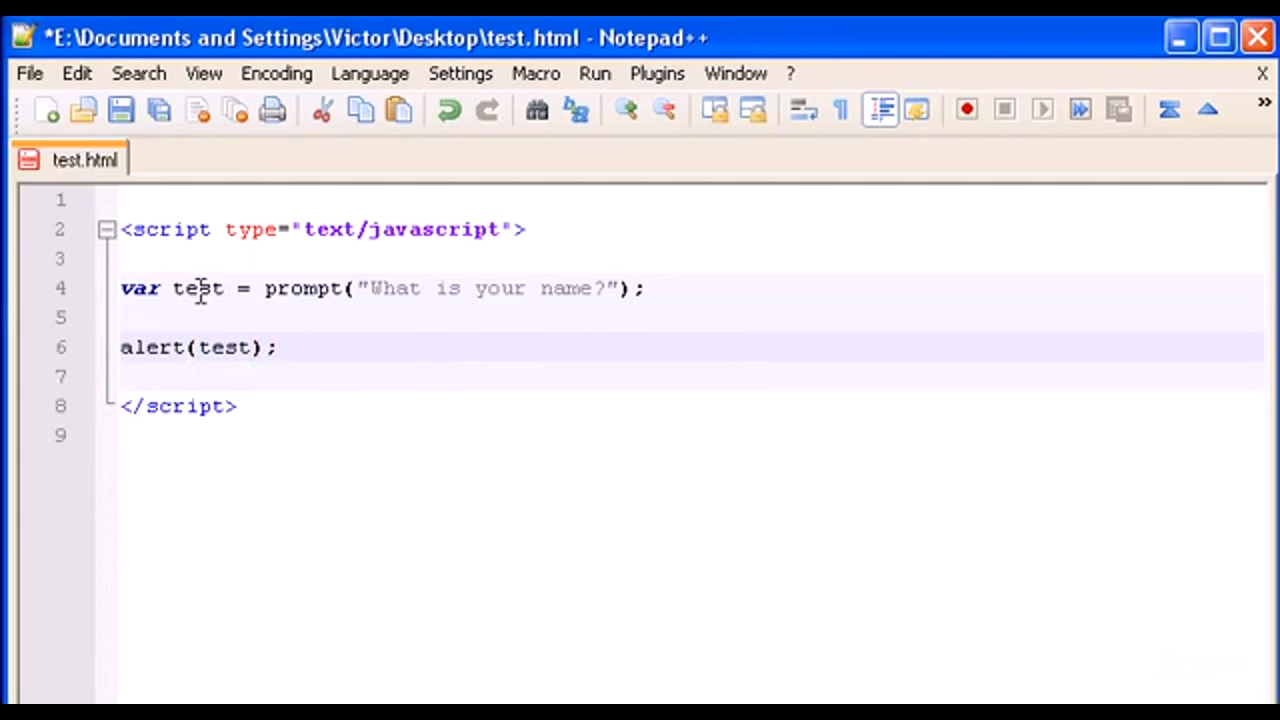 *E:\Documents and Settings\Victor\Desktop\test.html - Notepad++
File Edit Search View Encoding Language Settings Macro Run Plugins Window ? X
test.html
1
2 <script type="text/javascript">
3
4 var test = prompt("What is your name?");
5
6 alert(test);
7
8 </script>
9